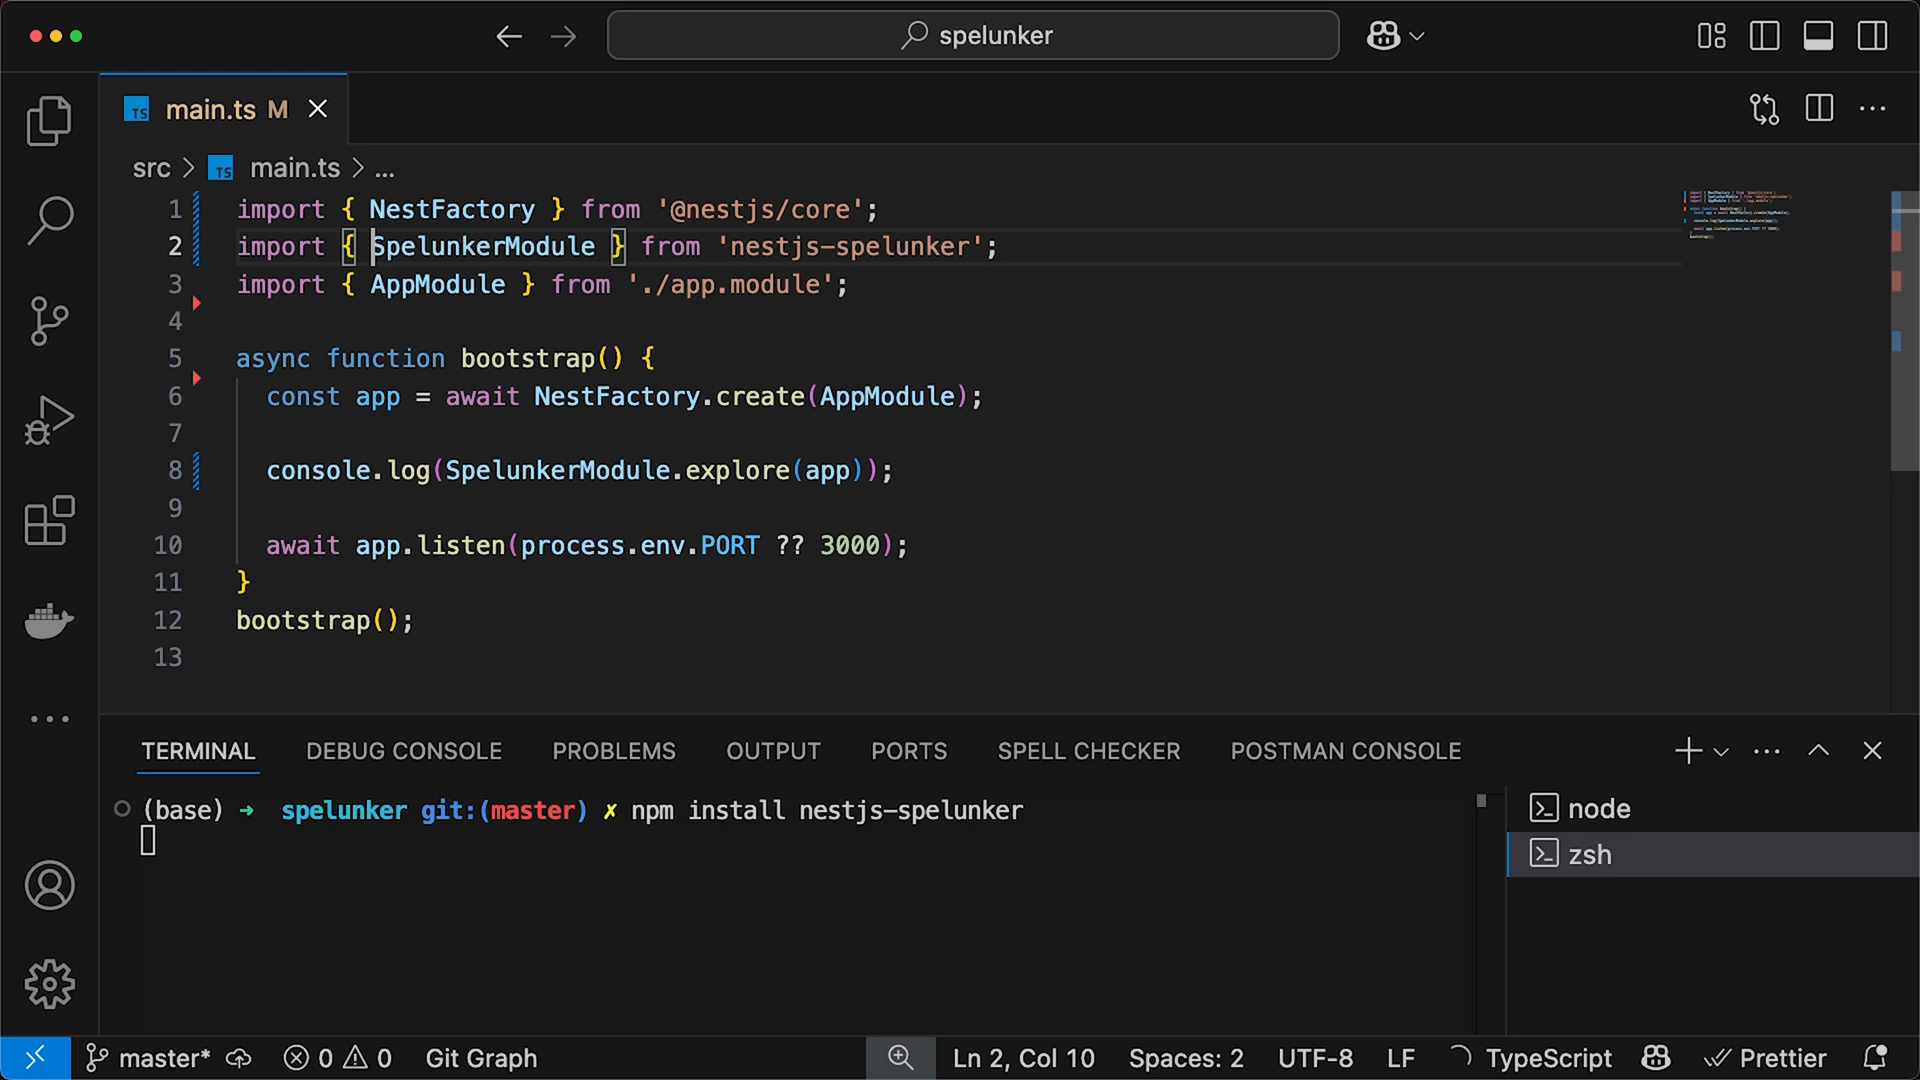 spelunker
TS main.ts M
src > TS main.ts > ...
1 import { NestFactory } from '@nestjs/core';
2 import { SpelunkerModule } from 'nestjs-spelunker';
3 import { AppModule } from './app.module';
4
5 async function bootstrap() {
6 const app = await NestFactory.create(AppModule);
7
8 console.log(SpelunkerModule.explore(app));
9
10 await app.listen(process.env.PORT ?? 3000);
11 }
12 bootstrap();
13
TERMINAL DEBUG CONSOLE PROBLEMS OUTPUT PORTS SPELL CHECKER POSTMAN CONSOLE
(base) ➜ spelunker git:(master) ✗ npm install nestjs-spelunker
node
zsh
master* 0 0 Git Graph Ln 2, Col 10 Spaces: 2 UTF-8 LF TypeScript Prettier